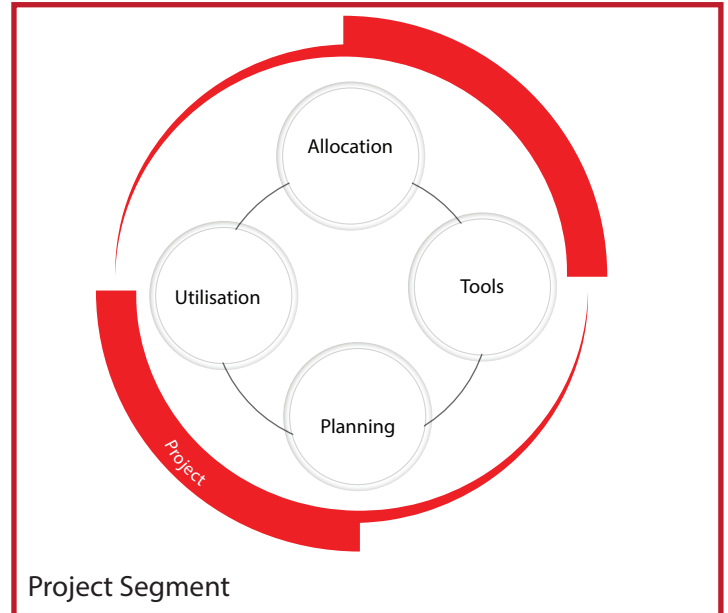 Allocation
Tools
Utilisation
Planning
Project
Project Segment